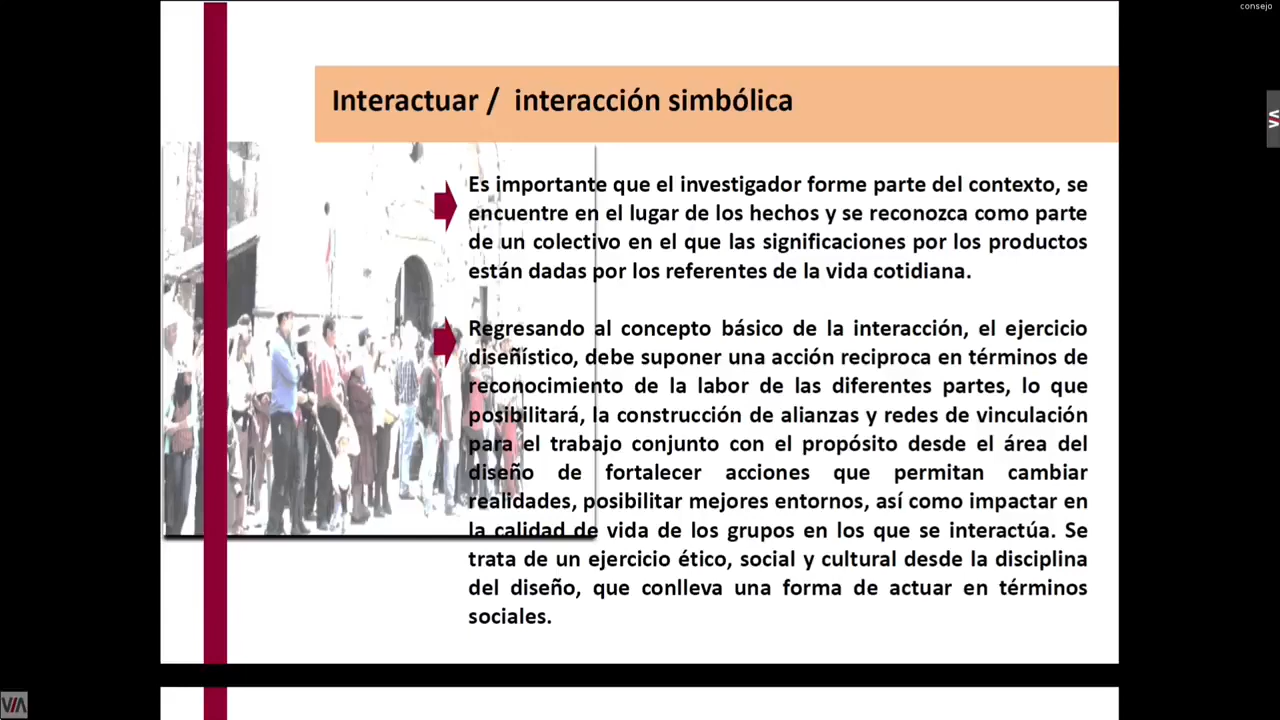 consejo
Interactuar / interacción simbólica
Es importante que el investigador forme parte del contexto, se
encuentre en el lugar de los hechos y se reconozca como parte
de un colectivo en el que las significaciones por los productos
están dadas por los referentes de la vida cotidiana.
Regresando al concepto básico de la interacción, el ejercicio
diseñístico, debe suponer una acción reciproca en términos de
reconocimiento de la labor de las diferentes partes, lo que
posibilitará, la construcción de alianzas y redes de vinculación
para el trabajo conjunto con el propósito desde el área del
diseño de fortalecer acciones que permitan cambiar
realidades, posibilitar mejores entornos, así como impactar en
la calidad de vida de los grupos en los que se interactúa. Se
trata de un ejercicio ético, social y cultural desde la disciplina
del diseño, que conlleva una forma de actuar en términos
sociales.
VIA